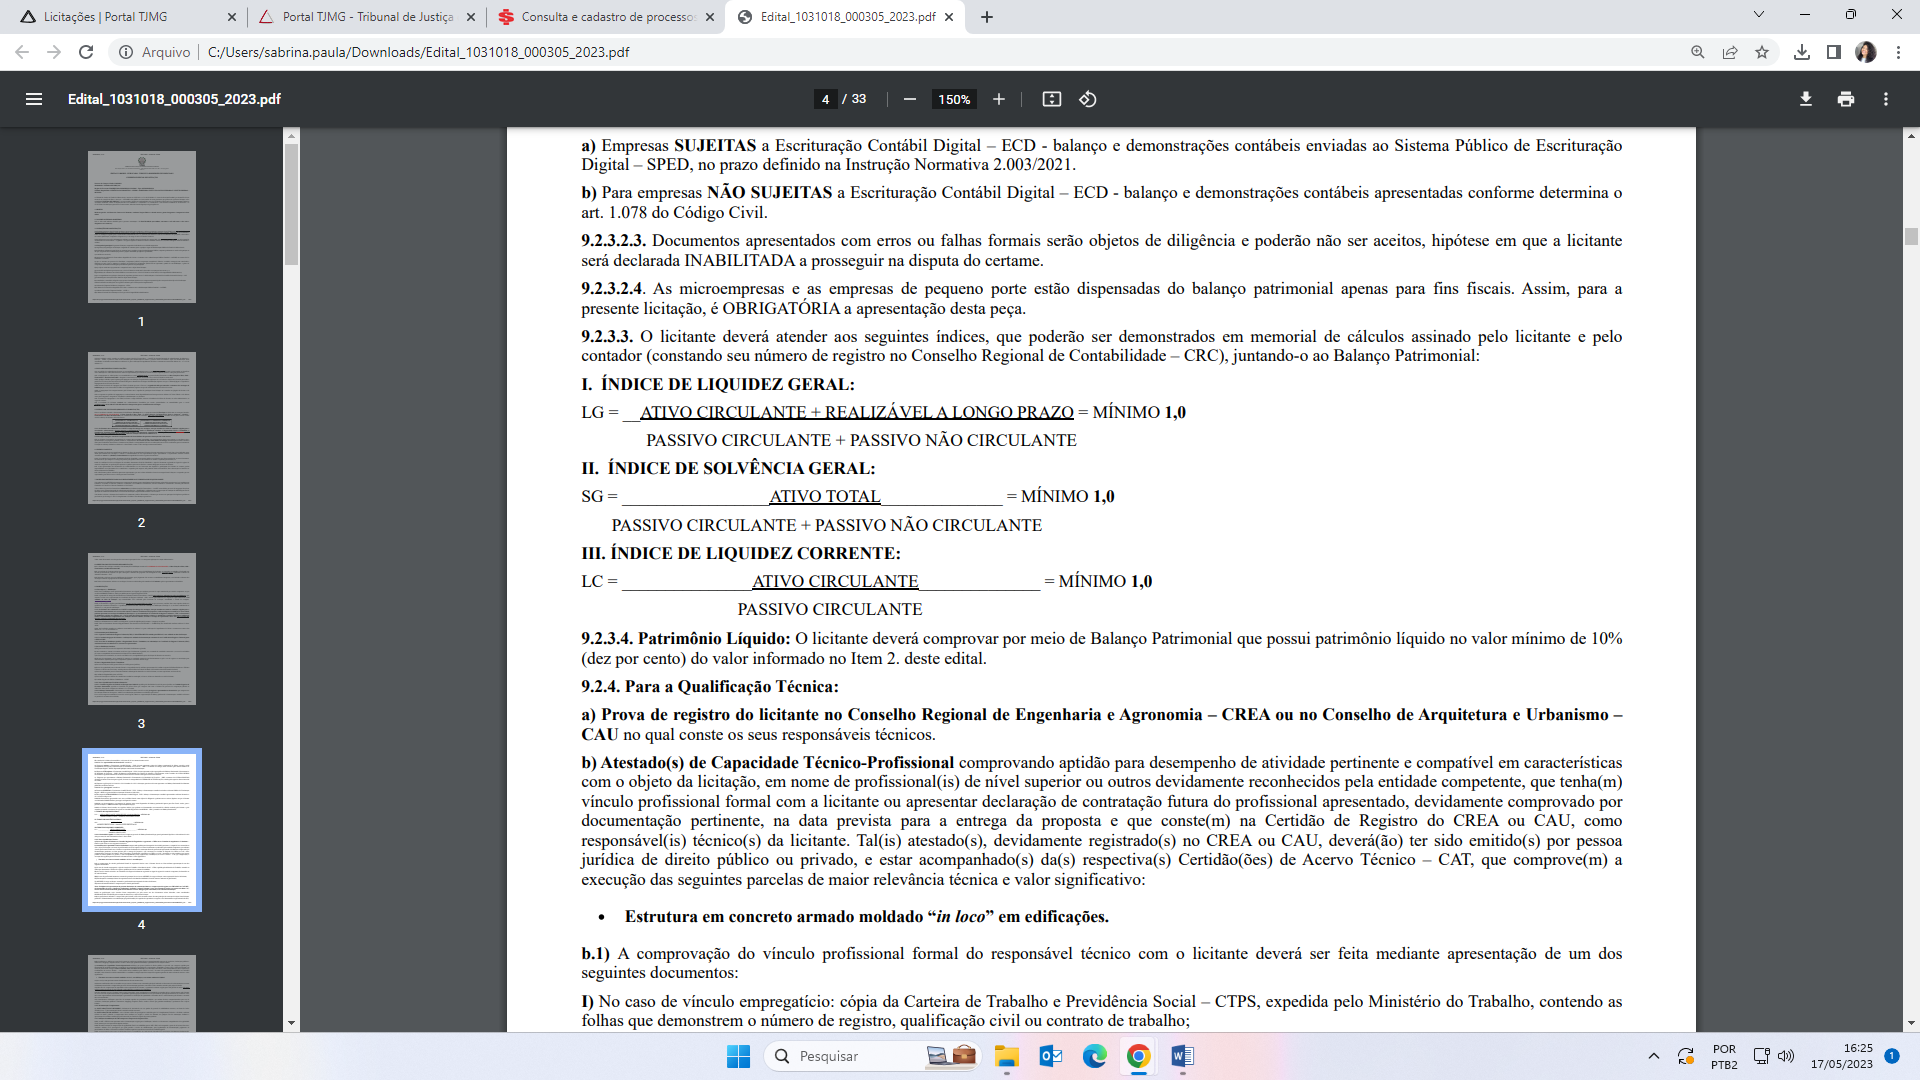 Licitações | Portal TJMG
Portal TJMG - Tribunal de Justiça
Consulta e cadastro de processos
Edital_1031018_000305_2023.pdf
Arquivo
C:/Users/sabrina.paula/Downloads/Edital_1031018_000305_2023.pdf
Edital_1031018_000305_2023.pdf
4 / 33
150%
a) Empresas SUJEITAS a Escrituração Contábil Digital – ECD - balanço e demonstrações contábeis enviadas ao Sistema Público de Escrituração
Digital – SPED, no prazo definido na Instrução Normativa 2.003/2021.
b) Para empresas NÃO SUJEITAS a Escrituração Contábil Digital – ECD - balanço e demonstrações contábeis apresentadas conforme determina o
art. 1.078 do Código Civil.
9.2.3.2.3. Documentos apresentados com erros ou falhas formais serão objetos de diligência e poderão não ser aceitos, hipótese em que a licitante
será declarada INABILITADA a prosseguir na disputa do certame.
9.2.3.2.4. As microempresas e as empresas de pequeno porte estão dispensadas do balanço patrimonial apenas para fins fiscais. Assim, para a
presente licitação, é OBRIGATÓRIA a apresentação desta peça.
9.2.3.3. O licitante deverá atender aos seguintes índices, que poderão ser demonstrados em memorial de cálculos assinado pelo licitante e pelo
contador (constando seu número de registro no Conselho Regional de Contabilidade – CRC), juntando-o ao Balanço Patrimonial:
I. ÍNDICE DE LIQUIDEZ GERAL:
LG = __ATIVO CIRCULANTE + REALIZÁVEL A LONGO PRAZO = MÍNIMO 1,0
PASSIVO CIRCULANTE + PASSIVO NÃO CIRCULANTE
II. ÍNDICE DE SOLVÊNCIA GERAL:
SG = _________________ATIVO TOTAL______________ = MÍNIMO 1,0
PASSIVO CIRCULANTE + PASSIVO NÃO CIRCULANTE
III. ÍNDICE DE LIQUIDEZ CORRENTE:
LC = _______________ATIVO CIRCULANTE______________ = MÍNIMO 1,0
PASSIVO CIRCULANTE
9.2.3.4. Patrimônio Líquido: O licitante deverá comprovar por meio de Balanço Patrimonial que possui patrimônio líquido no valor mínimo de 10%
(dez por cento) do valor informado no Item 2. deste edital.
9.2.4. Para a Qualificação Técnica:
a) Prova de registro do licitante no Conselho Regional de Engenharia e Agronomia – CREA ou no Conselho de Arquitetura e Urbanismo –
CAU no qual conste os seus responsáveis técnicos.
b) Atestado(s) de Capacidade Técnico-Profissional comprovando aptidão para desempenho de atividade pertinente e compatível em características
com o objeto da licitação, em nome de profissional(is) de nível superior ou outros devidamente reconhecidos pela entidade competente, que tenha(m)
vínculo profissional formal com a licitante ou apresentar declaração de contratação futura do profissional apresentado, devidamente comprovado por
documentação pertinente, na data prevista para a entrega da proposta e que conste(m) na Certidão de Registro do CREA ou CAU, como
responsável(is) técnico(s) da licitante. Tal(is) atestado(s), devidamente registrado(s) no CREA ou CAU, deverá(ão) ter sido emitido(s) por pessoa
jurídica de direito público ou privado, e estar acompanhado(s) da(s) respectiva(s) Certidão(ões) de Acervo Técnico – CAT, que comprove(m) a
execução das seguintes parcelas de maior relevância técnica e valor significativo:
• Estrutura em concreto armado moldado “in loco” em edificações.
b.1) A comprovação do vínculo profissional formal do responsável técnico com o licitante deverá ser feita mediante apresentação de um dos
seguintes documentos:
I) No caso de vínculo empregatício: cópia da Carteira de Trabalho e Previdência Social – CTPS, expedida pelo Ministério do Trabalho, contendo as
folhas que demonstrem o número de registro, qualificação civil ou contrato de trabalho;
1
2
3
4
Pesquisar
POR
PTB2
16:25
17/05/2023
1